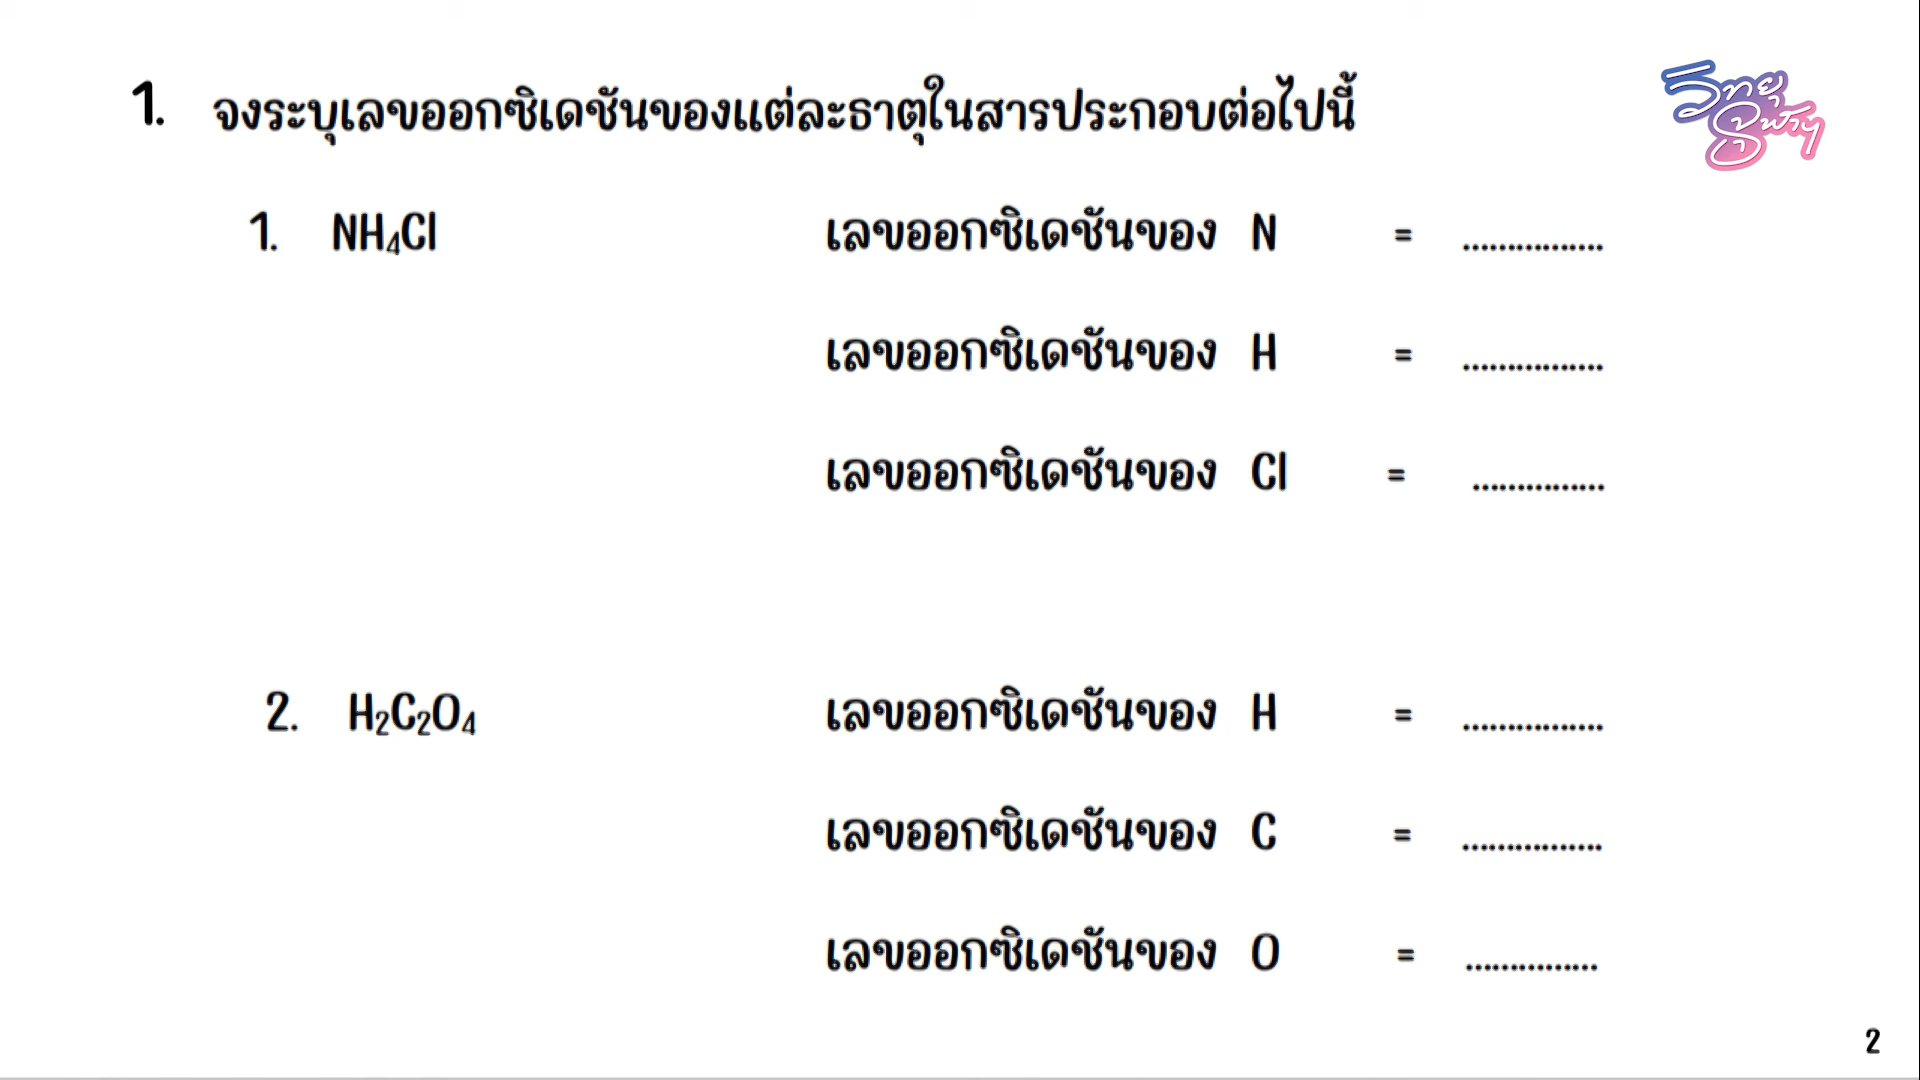 1. จงระบุเลขออกซิเดชันของแต่ละธาตุในสารประกอบต่อไปนี้
วิทยุ
จุฬาฯ
1. NH₄Cl เลขออกซิเดชันของ N = ................
เลขออกซิเดชันของ H = ................
เลขออกซิเดชันของ Cl = ...............
2. H₂C₂O₄ เลขออกซิเดชันของ H = ................
เลขออกซิเดชันของ C = ................
เลขออกซิเดชันของ O = ...............
2